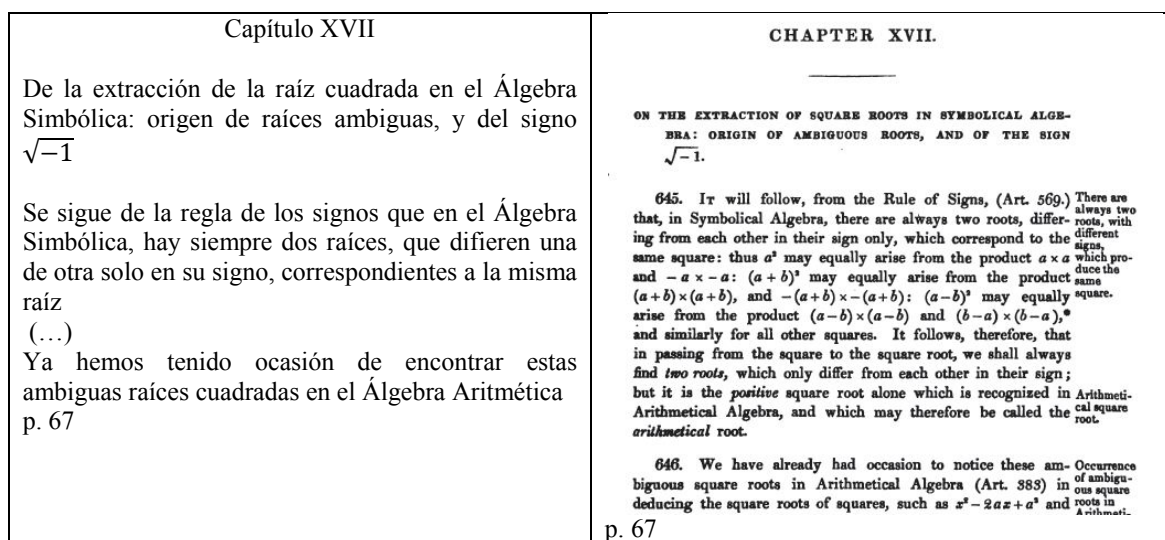 Capítulo XVII
De la extracción de la raíz cuadrada en el Álgebra
Simbólica: origen de raíces ambiguas, y del signo
√−1
Se sigue de la regla de los signos que en el Álgebra
Simbólica, hay siempre dos raíces, que difieren una
de otra solo en su signo, correspondientes a la misma
raíz
(…)
Ya hemos tenido ocasión de encontrar estas
ambiguas raíces cuadradas en el Álgebra Aritmética
p. 67
CHAPTER XVII.
ON THE EXTRACTION OF SQUARE ROOTS IN SYMBOLICAL ALGE-
BRA: ORIGIN OF AMBIGUOUS ROOTS, AND OF THE SIGN
√−1.
645. It will follow, from the Rule of Signs, (Art. 569.)
that, in Symbolical Algebra, there are always two roots, differ-
ing from each other in their sign only, which correspond to the
same square: thus a² may equally arise from the product a × a
and − a × − a: (a + b)² may equally arise from the product
(a + b) × (a + b), and −(a + b) × −(a + b): (a − b)² may equally
arise from the product (a − b) × (a − b) and (b − a) × (b − a),*
and similarly for all other squares. It follows, therefore, that
in passing from the square to the square root, we shall always
find two roots, which only differ from each other in their sign;
but it is the positive square root alone which is recognized in
Arithmetical Algebra, and which may therefore be called the
arithmetical root.
There are
always two
roots, with
different
signs,
which pro-
duce the
same
square.
Arithmeti-
cal square
root.
646. We have already had occasion to notice these am-
biguous square roots in Arithmetical Algebra (Art. 383) in
deducing the square roots of squares, such as x² − 2ax + a² and
Occurrence
of ambigu-
ous square
roots in
Arithmeti-
p. 67